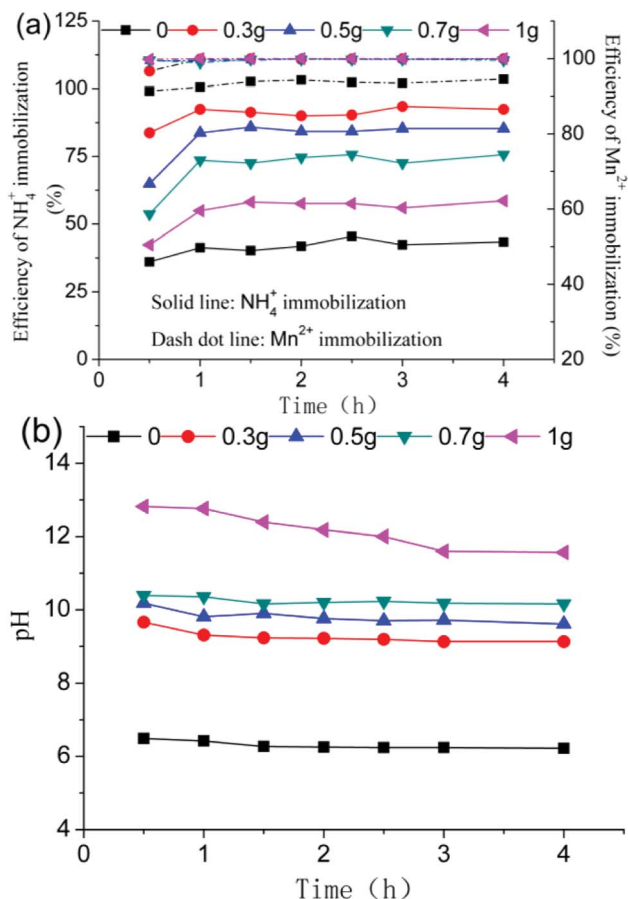 (a)
0 0.3g 0.5g 0.7g 1g
125
100
75
50
25
0
Efficiency of NH₄⁺ immobilization
(%)
100
80
60
40
20
Efficiency of Mn²⁺
immobilization (%)
Solid line: NH₄⁺ immobilization
Dash dot line: Mn²⁺ immobilization
0 1 2 3 4
Time (h)
(b)
0 0.3g 0.5g 0.7g 1g
14
12
10
8
6
4
pH
0 1 2 3 4
Time (h)